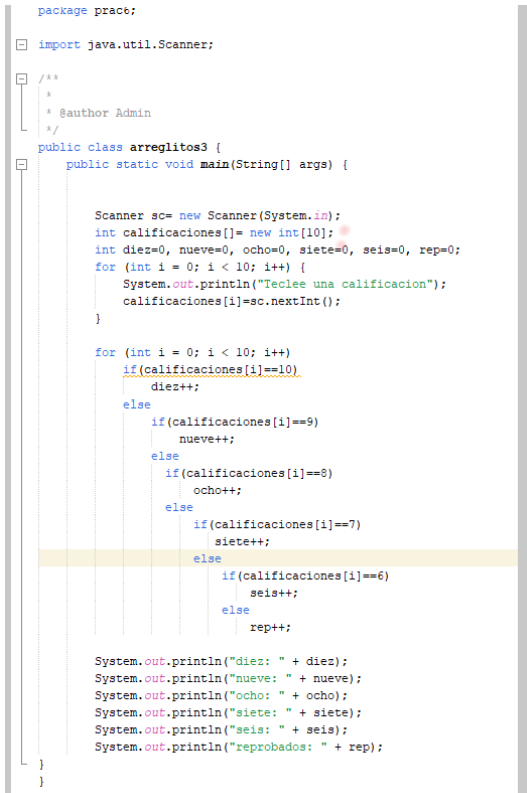 package prac6;
import java.util.Scanner;
/**
*
* @author Admin
*/
public class arreglitos3 {
public static void main(String[] args) {
Scanner sc= new Scanner(System.in);
int calificaciones[]= new int[10];
int diez=0, nueve=0, ocho=0, siete=0, seis=0, rep=0;
for (int i = 0; i < 10; i++) {
System.out.println("Teclee una calificacion");
calificaciones[i]=sc.nextInt();
}
for (int i = 0; i < 10; i++)
if(calificaciones[i]==10)
diez++;
else
if(calificaciones[i]==9)
nueve++;
else
if(calificaciones[i]==8)
ocho++;
else
if(calificaciones[i]==7)
siete++;
else
if(calificaciones[i]==6)
seis++;
else
rep++;
System.out.println("diez: " + diez);
System.out.println("nueve: " + nueve);
System.out.println("ocho: " + ocho);
System.out.println("siete: " + siete);
System.out.println("seis: " + seis);
System.out.println("reprobados: " + rep);
}
}